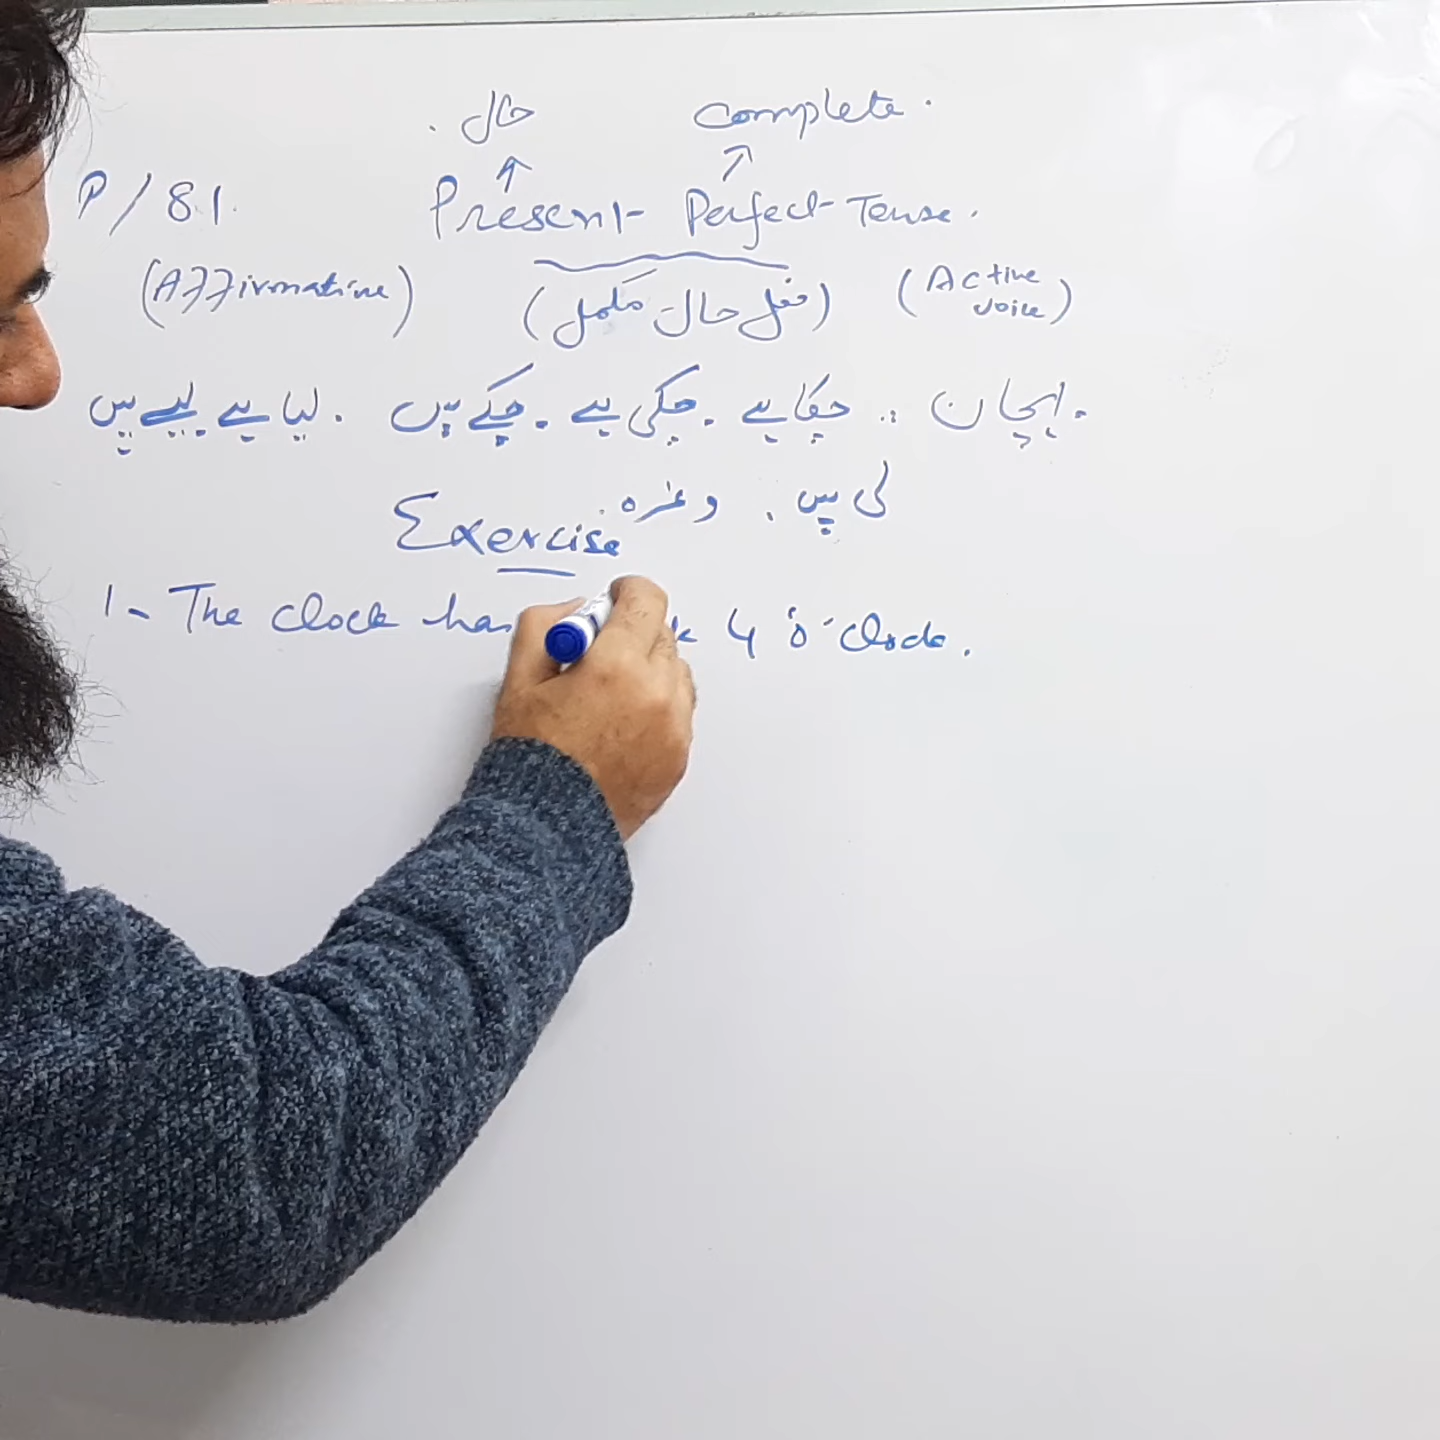 حال Complete.
P/81. Present Perfect Tense.
(Affirmative) (فعل حال مکمل) (Active voice)
پہچان :۔ چکا ہے۔ چکی ہے۔ چکے ہیں۔ لیا ہے۔ لیے ہیں
لی ہیں۔ وغیرہ۔
Exercise
1- The clock has 4 o'clock.